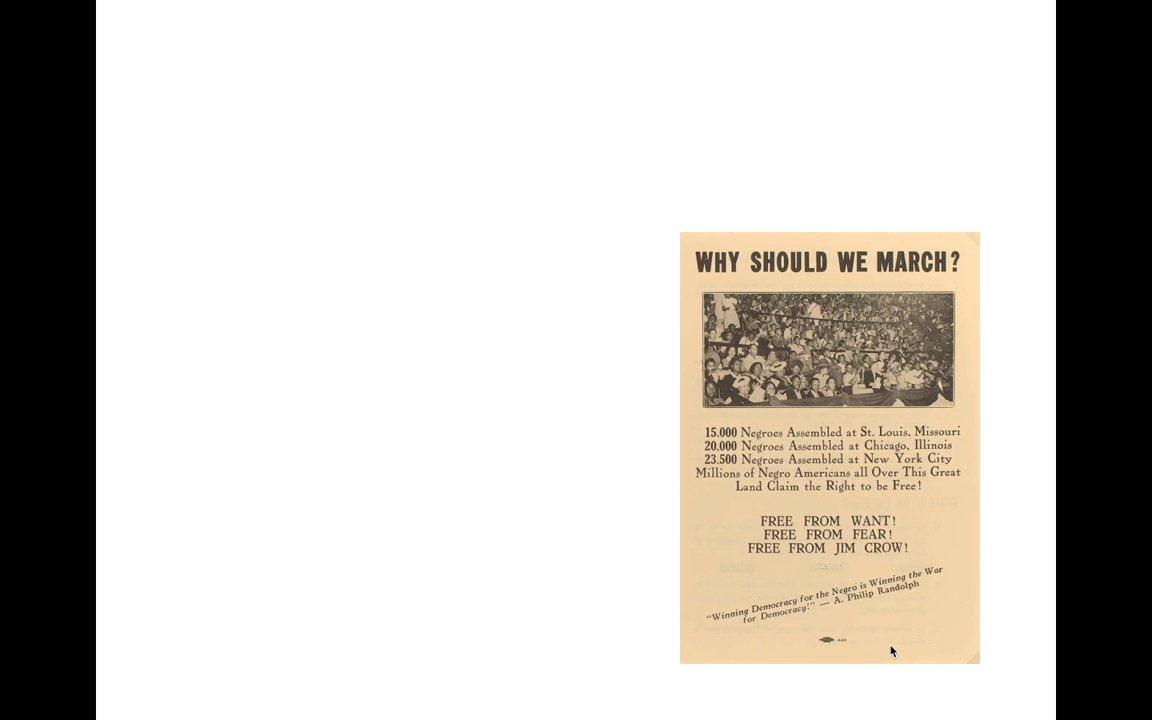 WHY SHOULD WE MARCH?
15.000 Negroes Assembled at St. Louis, Missouri
20.000 Negroes Assembled at Chicago, Illinois
23.500 Negroes Assembled at New York City
Millions of Negro Americans all Over This Great
Land Claim the Right to be Free!
FREE FROM WANT!
FREE FROM FEAR!
FREE FROM JIM CROW!
"Winning Democracy for the Negro is Winning the War
for Democracy!" — A. Philip Randolph